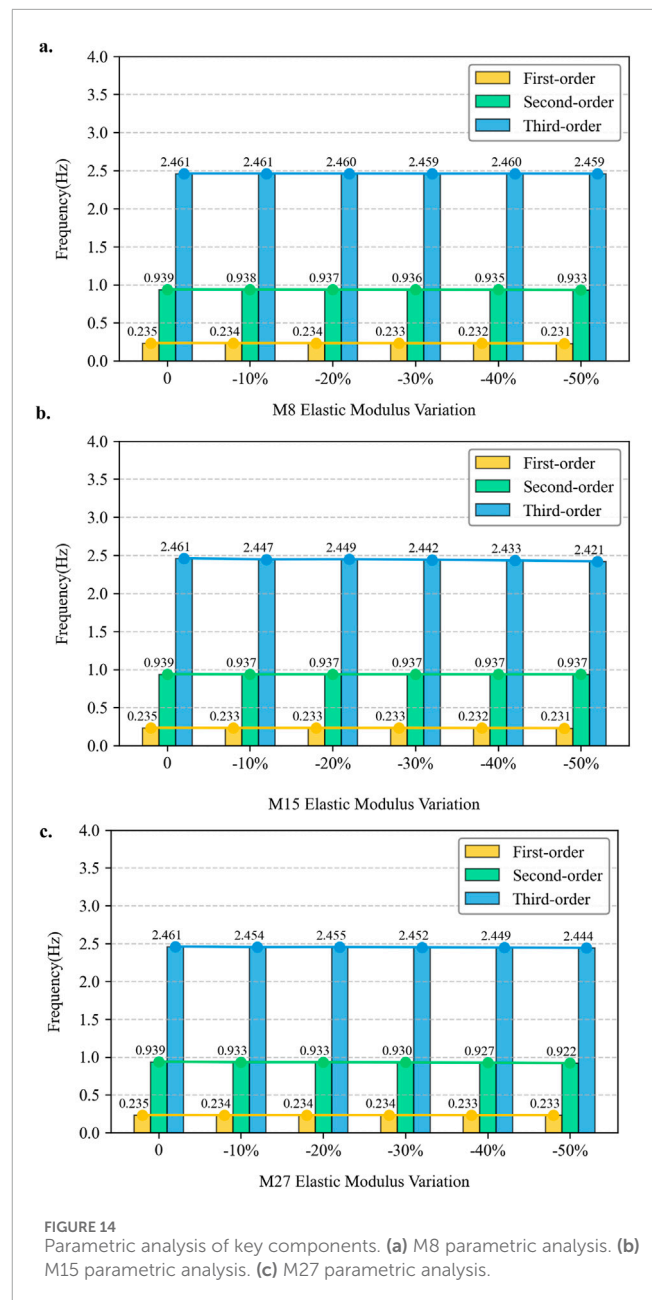 a.
4.0
3.5
3.0
2.5
2.0
1.5
1.0
0.5
0.0
Frequency(Hz)
First-order
Second-order
Third-order
2.461 2.461 2.460 2.459 2.460 2.459
0.939 0.938 0.937 0.936 0.935 0.933
0.235 0.234 0.234 0.233 0.232 0.231
0 -10% -20% -30% -40% -50%
M8 Elastic Modulus Variation
b.
4.0
3.5
3.0
2.5
2.0
1.5
1.0
0.5
0.0
Frequency(Hz)
First-order
Second-order
Third-order
2.461 2.447 2.449 2.442 2.433 2.421
0.939 0.937 0.937 0.937 0.937 0.937
0.235 0.233 0.233 0.233 0.232 0.231
0 -10% -20% -30% -40% -50%
M15 Elastic Modulus Variation
c.
4.0
3.5
3.0
2.5
2.0
1.5
1.0
0.5
0.0
Frequency(Hz)
First-order
Second-order
Third-order
2.461 2.454 2.455 2.452 2.449 2.444
0.939 0.933 0.933 0.930 0.927 0.922
0.235 0.234 0.234 0.234 0.233 0.233
0 -10% -20% -30% -40% -50%
M27 Elastic Modulus Variation
FIGURE 14
Parametric analysis of key components. (a) M8 parametric analysis. (b)
M15 parametric analysis. (c) M27 parametric analysis.